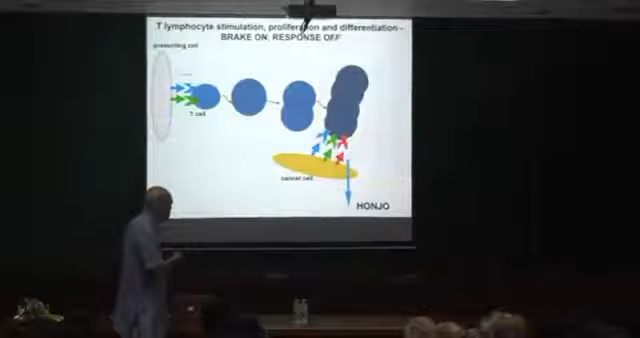 T lymphocyte stimulation, proliferation and differentiation -
BRAKE ON, RESPONSE OFF
presenting cell
T cell
cancer cell
HONJO